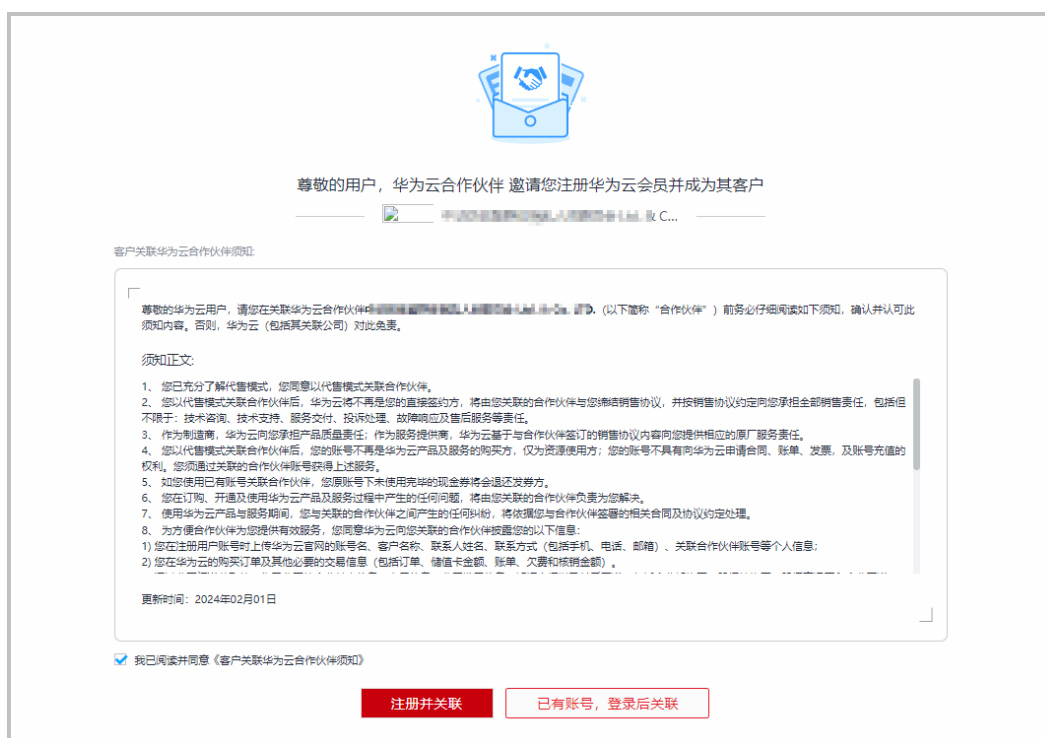 尊敬的用户，华为云合作伙伴 邀请您注册华为云会员并成为其客户
& C...
客户关联华为云合作伙伴须知:
尊敬的华为云用户，请您在关联华为云合作伙伴（以下简称“合作伙伴”）前务必仔细阅读如下须知，确认并认可此
须知内容。否则，华为云（包括其关联公司）对此免责。
须知正文:
1、 您已充分了解代售模式，您同意以代售模式关联合作伙伴。
2、 您以代售模式关联合作伙伴后，华为云将不再是您的直接签约方，将由您关联的合作伙伴与您缔结销售协议，并按销售协议约定向您承担全部销售责任，包括但
不限于：技术咨询、技术支持、服务交付、投诉处理、故障响应及售后服务等责任。
3、 作为制造商，华为云向您承担产品质量责任；作为服务提供商，华为云基于与合作伙伴签订的销售协议内容向您提供相应的原厂服务责任。
4、 您以代售模式关联合作伙伴后，您的账号不再是华为云产品及服务的购买方，仅为资源使用方；您的账号不具有向华为云申请合同、账单、发票，及账号充值的
权利。您须通过关联的合作伙伴账号获得上述服务。
5、 如您使用已有账号关联合作伙伴，您原账号下未使用完毕的现金券将会退还发券方。
6、 您在订购、开通及使用华为云产品及服务过程中产生的任何问题，将由您关联的合作伙伴负责为您解决。
7、 使用华为云产品与服务期间，您与关联的合作伙伴之间产生的任何纠纷，将依据您与合作伙伴签署的相关合同及协议约定处理。
8、 为方便合作伙伴为您提供有效服务，您同意华为云向您关联的合作伙伴披露您的以下信息：
1) 您在注册用户账号时上传华为云官网的账号名、客户名称、联系人姓名、联系方式（包括手机、电话、邮箱）、关联合作伙伴账号等个人信息；
2) 您在华为云的购买订单及其他必要的交易信息（包括订单、储值卡金额、账单、欠费和核销金额）。
更新时间：2024年02月01日
我已阅读并同意《客户关联华为云合作伙伴须知》
注册并关联
已有账号，登录后关联